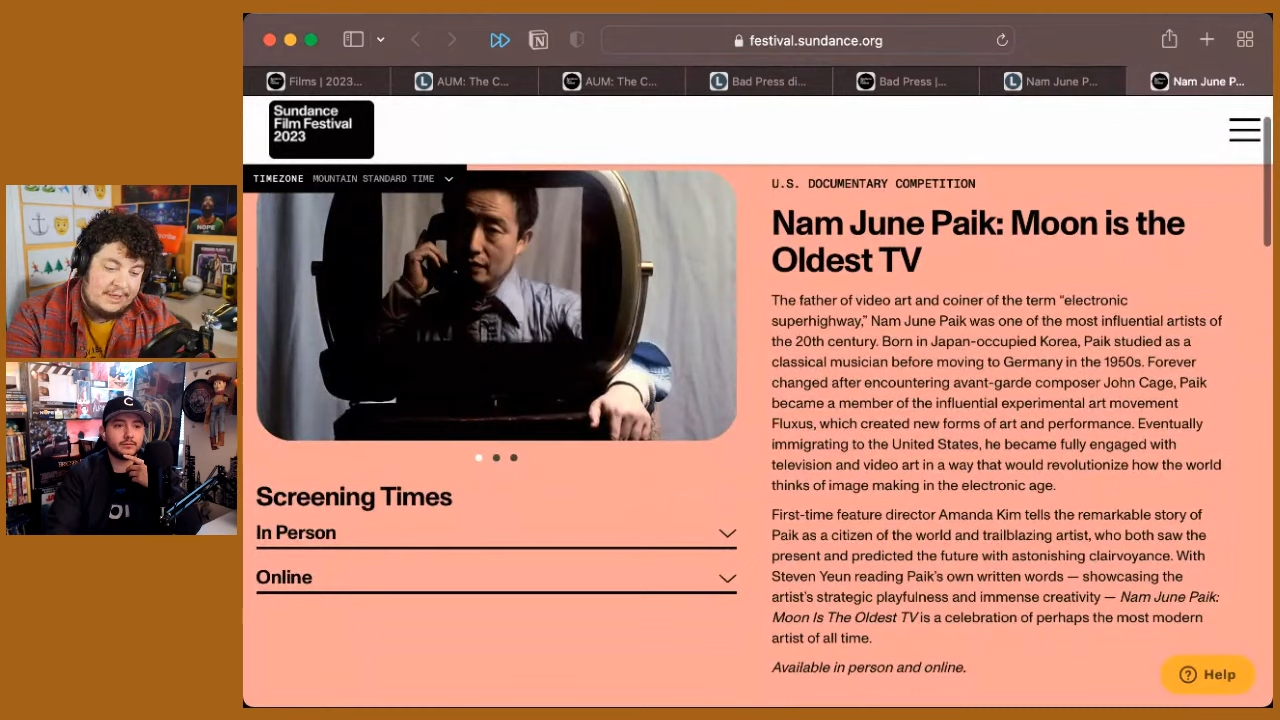 festival.sundance.org
Films | 2023...
AUM: The C...
AUM: The C...
Bad Press di...
Bad Press |...
Nam June P...
Nam June P...
Sundance
Film Festival
2023
TIMEZONE MOUNTAIN STANDARD TIME
U.S. DOCUMENTARY COMPETITION
Nam June Paik: Moon is the
Oldest TV
The father of video art and coiner of the term “electronic
superhighway,” Nam June Paik was one of the most influential artists of
the 20th century. Born in Japan-occupied Korea, Paik studied as a
classical musician before moving to Germany in the 1950s. Forever
changed after encountering avant-garde composer John Cage, Paik
became a member of the influential experimental art movement
Fluxus, which created new forms of art and performance. Eventually
immigrating to the United States, he became fully engaged with
television and video art in a way that would revolutionize how the world
thinks of image making in the electronic age.
First-time feature director Amanda Kim tells the remarkable story of
Paik as a citizen of the world and trailblazing artist, who both saw the
present and predicted the future with astonishing clairvoyance. With
Steven Yeun reading Paik’s own written words — showcasing the
artist’s strategic playfulness and immense creativity — Nam June Paik:
Moon Is The Oldest TV is a celebration of perhaps the most modern
artist of all time.
Available in person and online.
Screening Times
In Person
Online
Help
NOPE